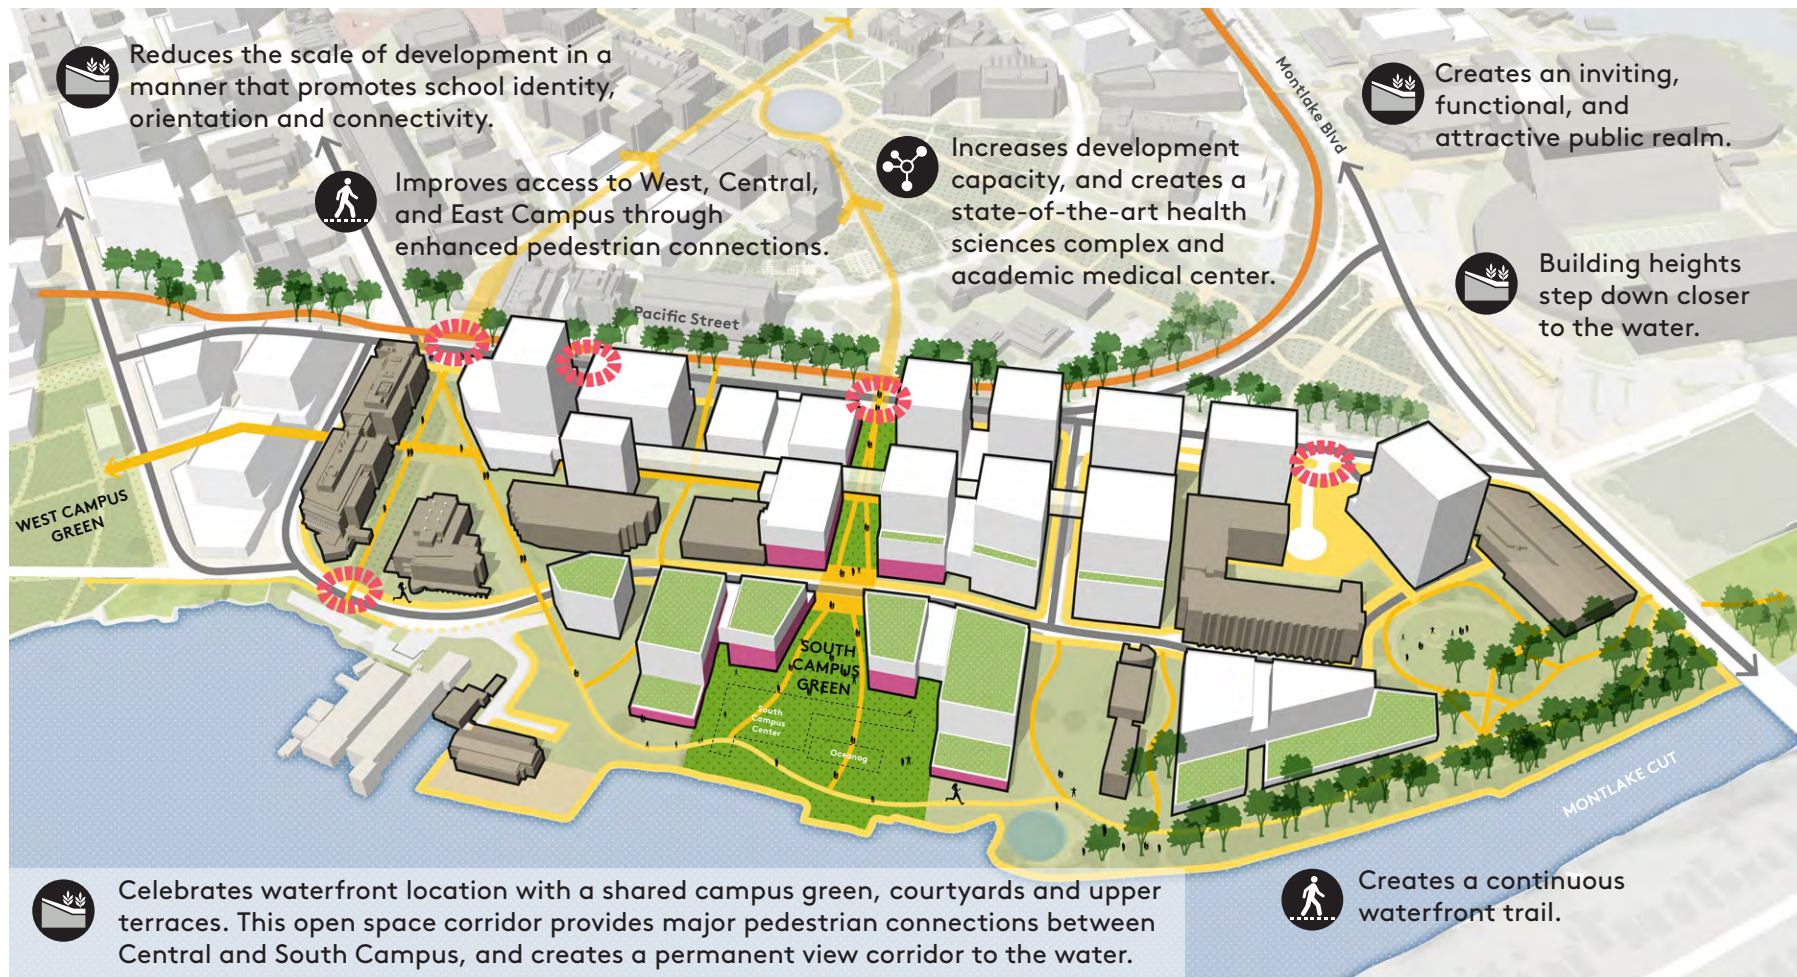 Reduces the scale of development in a
manner that promotes school identity,
orientation and connectivity.
Improves access to West, Central,
and East Campus through
enhanced pedestrian connections.
Increases development
capacity, and creates a
state-of-the-art health
sciences complex and
academic medical center.
Montlake Blvd
Creates an inviting,
functional, and
attractive public realm.
Building heights
step down closer
to the water.
Pacific Street
WEST CAMPUS
GREEN
SOUTH
CAMPUS
GREEN
South
Campus
Center
Oceanog
MONTLAKE CUT
Celebrates waterfront location with a shared campus green, courtyards and upper
terraces. This open space corridor provides major pedestrian connections between
Central and South Campus, and creates a permanent view corridor to the water.
Creates a continuous
waterfront trail.